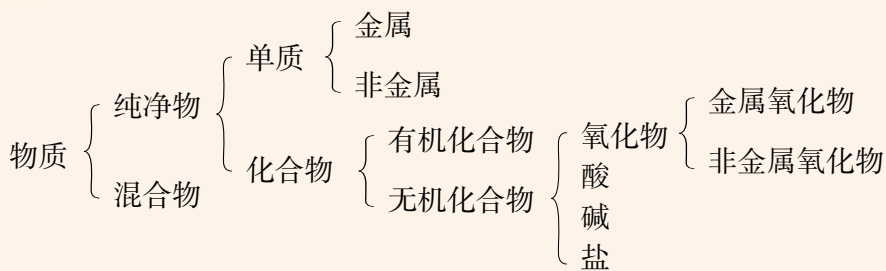 物质
纯净物
混合物
单质
化合物
金属
非金属
有机化合物
无机化合物
氧化物
酸
碱
盐
金属氧化物
非金属氧化物